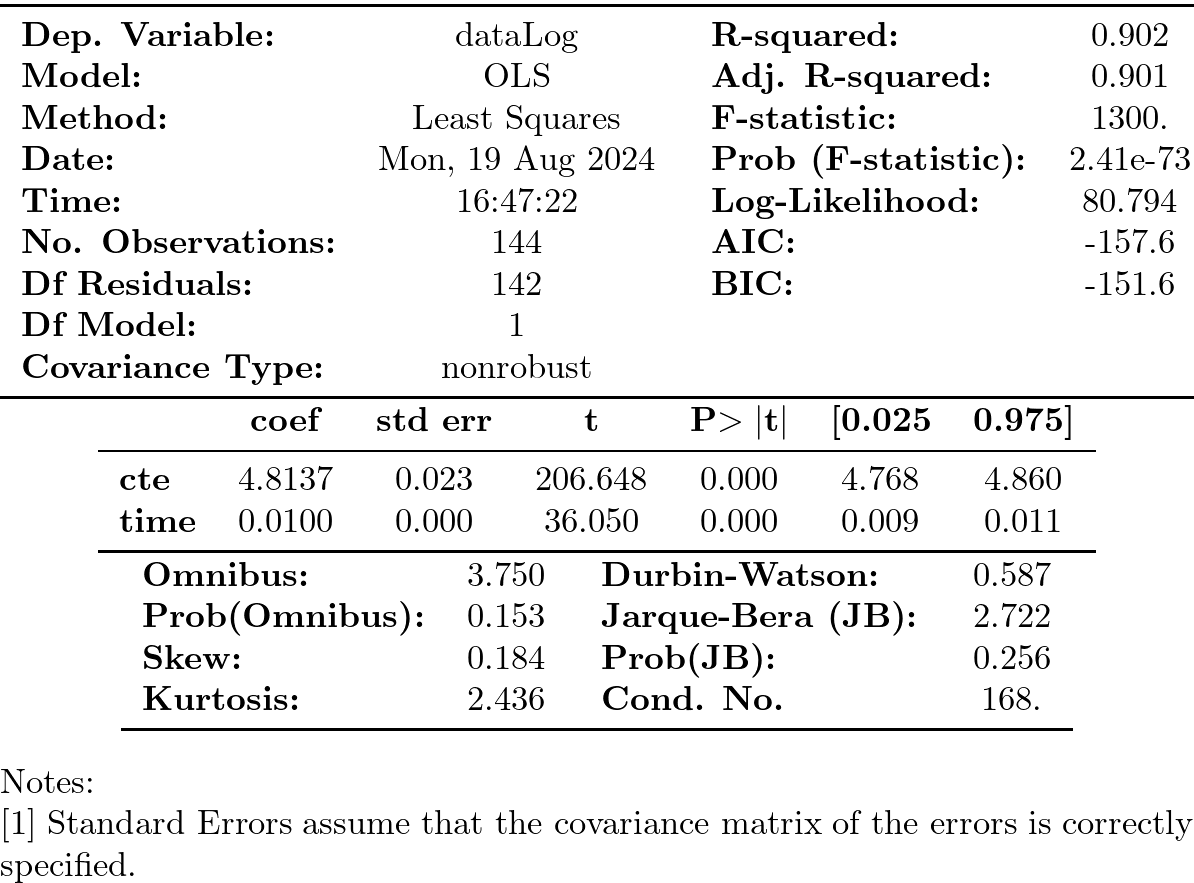 Dep. Variable: dataLog R-squared: 0.902
Model: OLS Adj. R-squared: 0.901
Method: Least Squares F-statistic: 1300.
Date: Mon, 19 Aug 2024 Prob (F-statistic): 2.41e-73
Time: 16:47:22 Log-Likelihood: 80.794
No. Observations: 144 AIC: -157.6
Df Residuals: 142 BIC: -151.6
Df Model: 1
Covariance Type: nonrobust
coef std err t P> |t| [0.025 0.975]
cte 4.8137 0.023 206.648 0.000 4.768 4.860
time 0.0100 0.000 36.050 0.000 0.009 0.011
Omnibus: 3.750 Durbin-Watson: 0.587
Prob(Omnibus): 0.153 Jarque-Bera (JB): 2.722
Skew: 0.184 Prob(JB): 0.256
Kurtosis: 2.436 Cond. No. 168.
Notes:
[1] Standard Errors assume that the covariance matrix of the errors is correctly
specified.